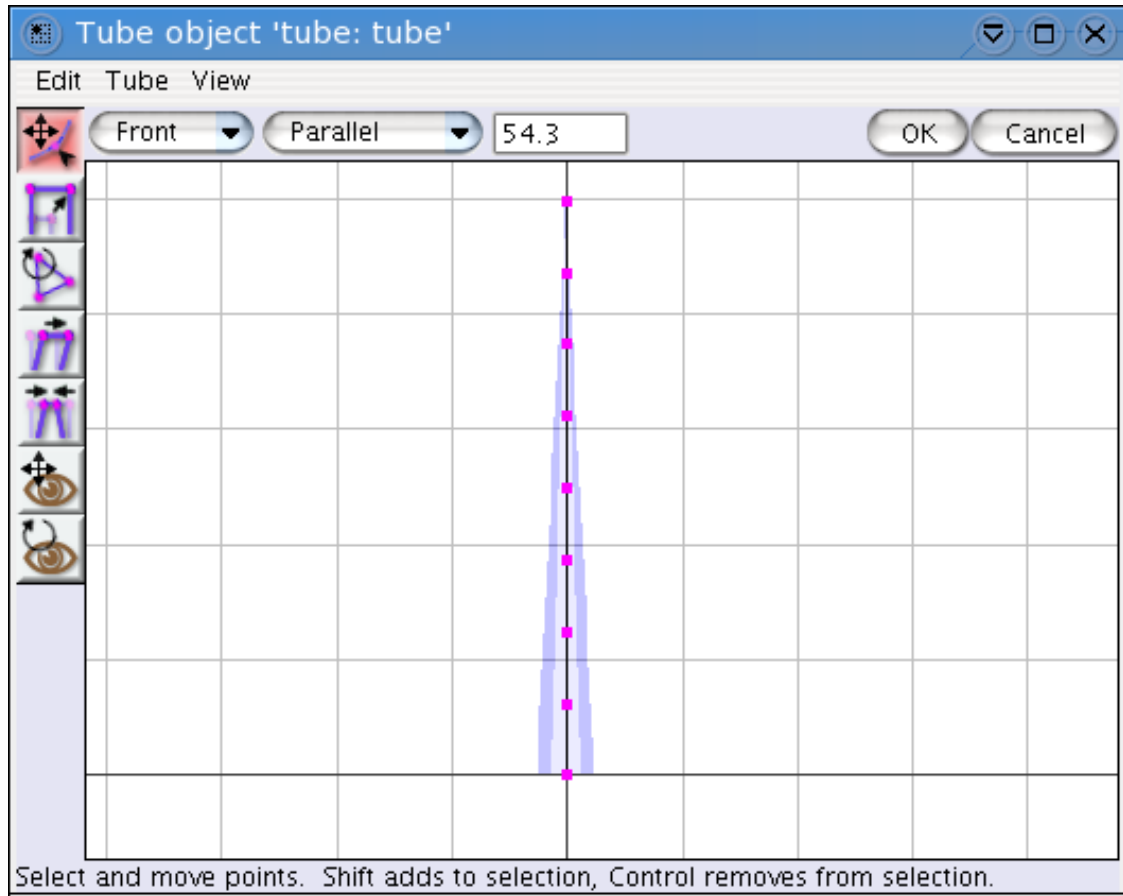 Tube object 'tube: tube'
Edit Tube View
Front Parallel 54.3 OK Cancel
Select and move points. Shift adds to selection, Control removes from selection.